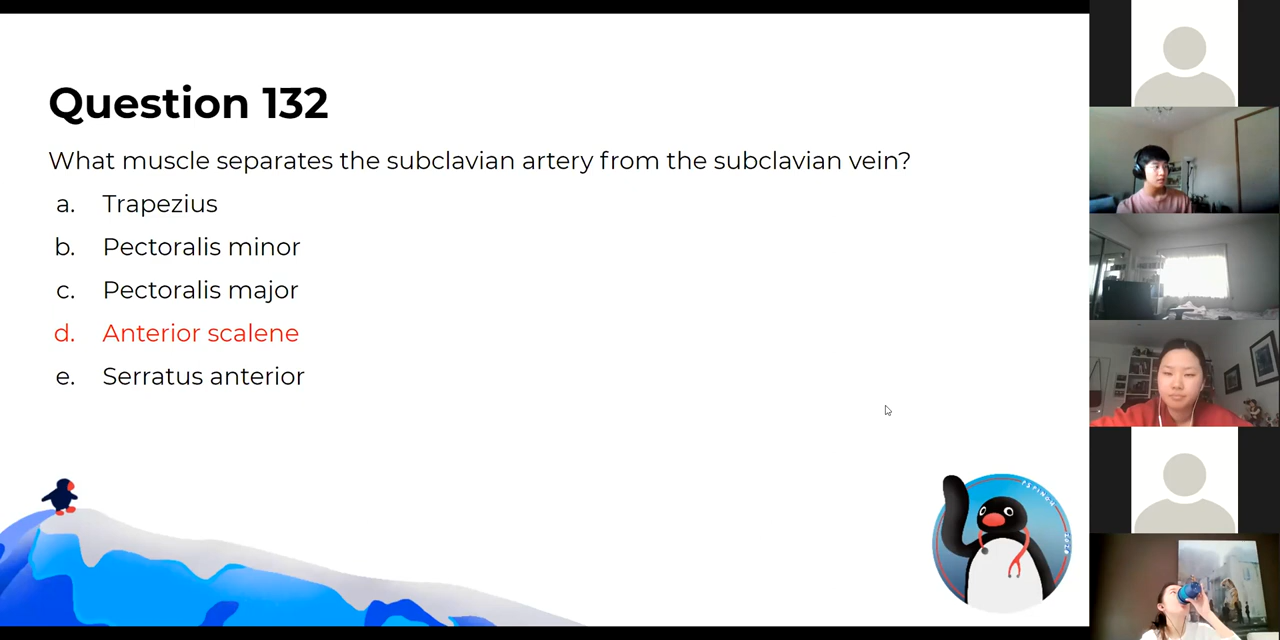 Question 132
What muscle separates the subclavian artery from the subclavian vein?
a. Trapezius
b. Pectoralis minor
c. Pectoralis major
d. Anterior scalene
e. Serratus anterior